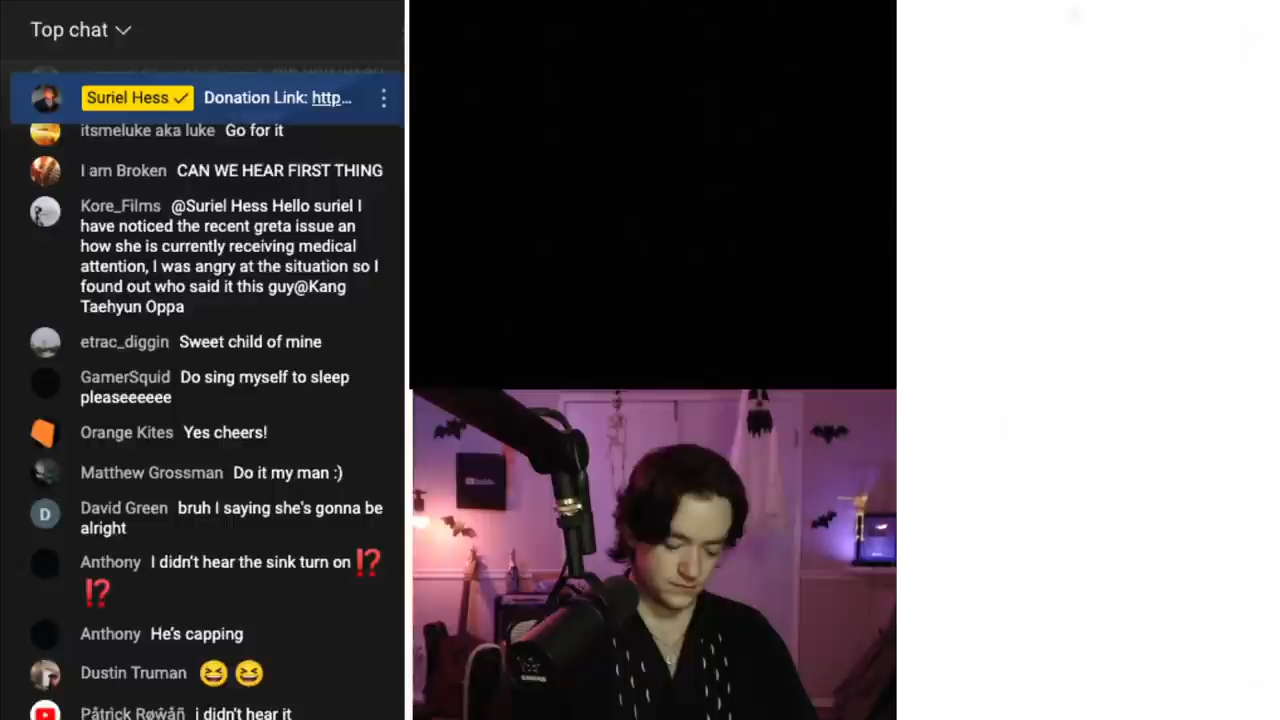 Top chat
Suriel Hess Donation Link: http...
itsmeluke aka luke Go for it
I am Broken CAN WE HEAR FIRST THING
Kore_Films @Suriel Hess Hello suriel I
have noticed the recent greta issue an
how she is currently receiving medical
attention, I was angry at the situation so I
found out who said it this guy@Kang
Taehyun Oppa
etrac_diggin Sweet child of mine
GamerSquid Do sing myself to sleep
pleaseeeeee
Orange Kites Yes cheers!
Matthew Grossman Do it my man :)
D David Green bruh I saying she's gonna be
alright
Anthony I didn't hear the sink turn on ⁉️
⁉️
Anthony He's capping
Dustin Truman 😆 😆
Påtrìck Røwåñ i didn't hear it